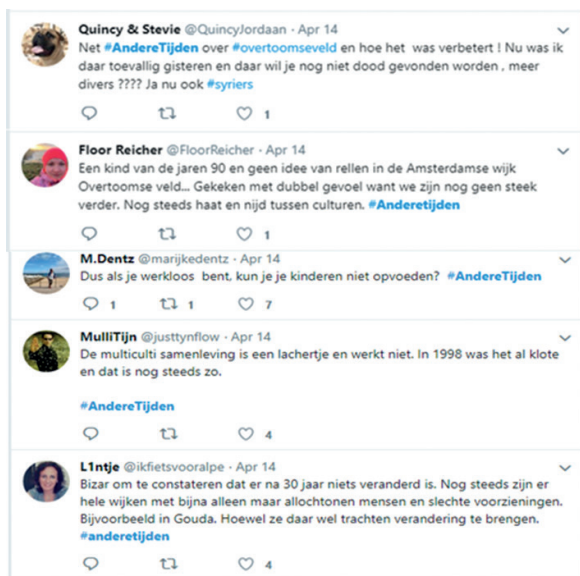 Quincy & Stevie @QuincyJordaan · Apr 14
Net #AndereTijden over #overtoomseveld en hoe het was verbetert ! Nu was ik
daar toevallig gisteren en daar wil je nog niet dood gevonden worden , meer
divers ???? Ja nu ook #syriers
1
Floor Reicher @FloorReicher · Apr 14
Een kind van de jaren 90 en geen idee van rellen in de Amsterdamse wijk
Overtoomse veld... Gekeken met dubbel gevoel want we zijn nog geen steek
verder. Nog steeds haat en nijd tussen culturen. #Anderetijden
1
M.Dentz @marijkedentz · Apr 14
Dus als je werkloos bent, kun je je kinderen niet opvoeden? #AndereTijden
1 1 7
MulliTijn @justtynflow · Apr 14
De multiculti samenleving is een lachertje en werkt niet. In 1998 was het al klote
en dat is nog steeds zo.
#AndereTijden
4
L1ntje @ikfietsvooralpe · Apr 14
Bizar om te constateren dat er na 30 jaar niets veranderd is. Nog steeds zijn er
hele wijken met bijna alleen maar allochtonen mensen en slechte voorzieningen.
Bijvoorbeeld in Gouda. Hoewel ze daar wel trachten verandering te brengen.
#anderetijden
4